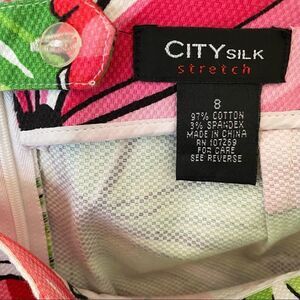 CITY SILK
stretch
8
97% COTTON
3% SPANDEX
MADE IN CHINA
RN 107259
FOR CARE
SEE REVERSE